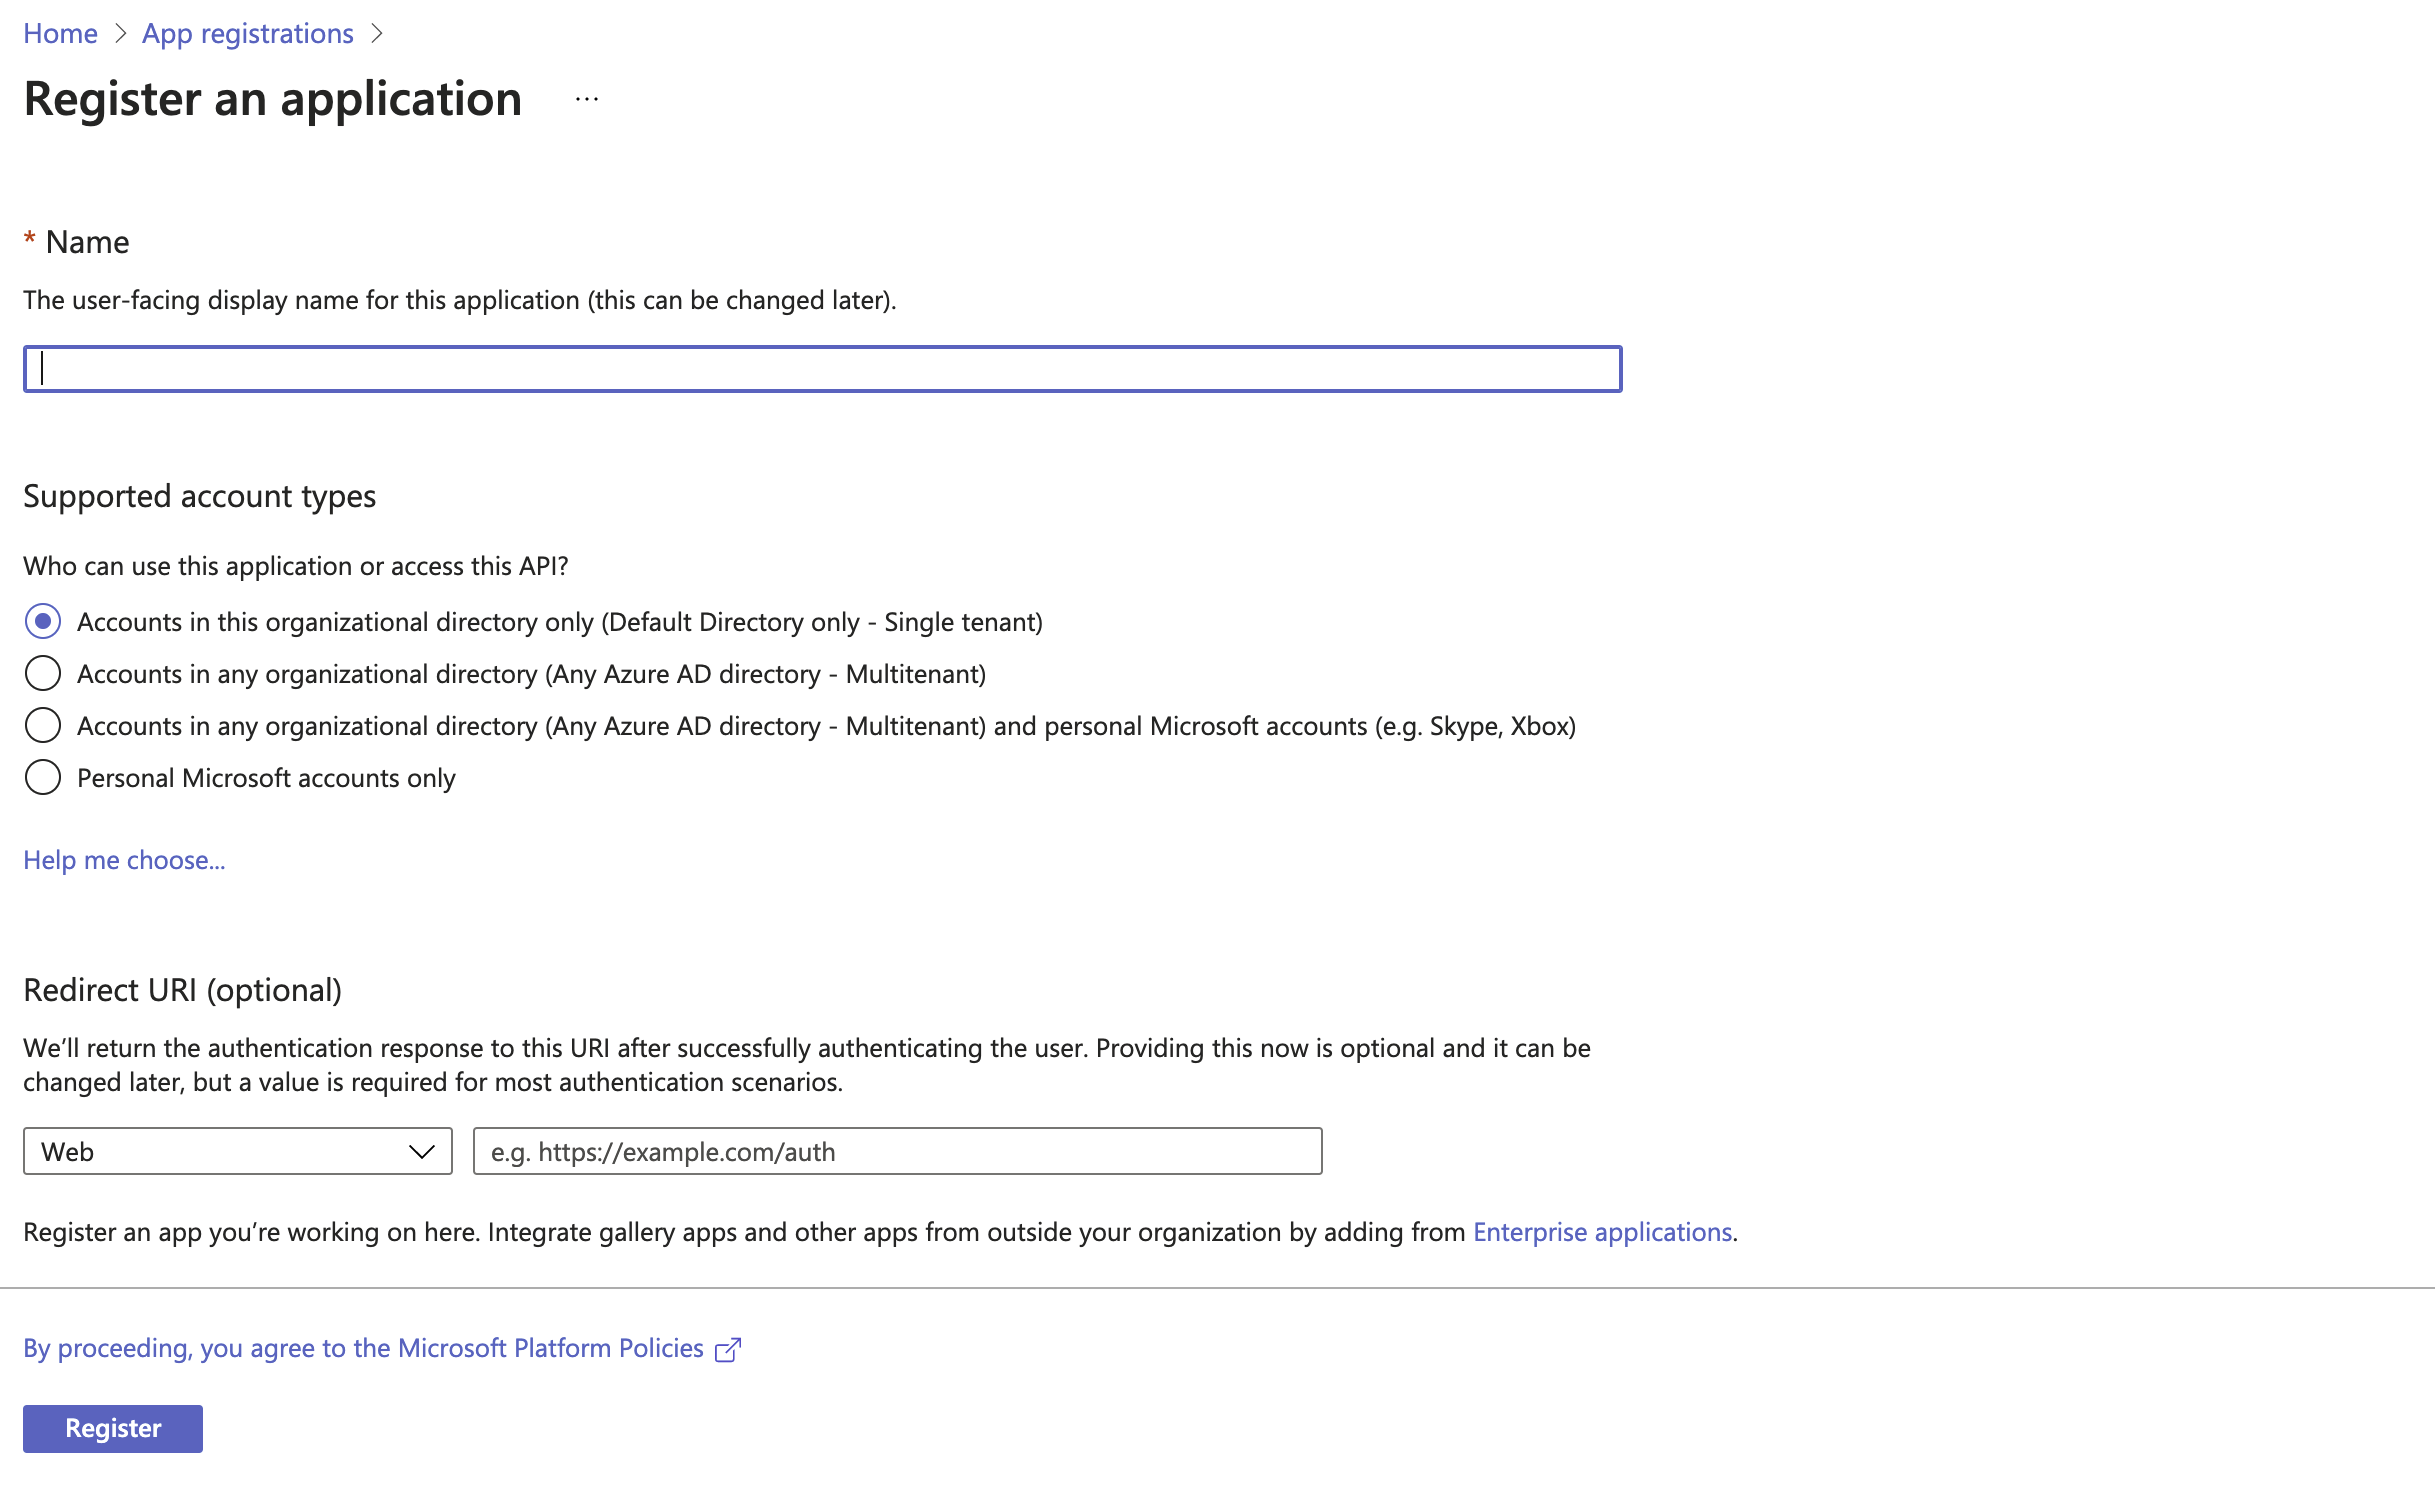 Home > App registrations >
Register an application ...
* Name
The user-facing display name for this application (this can be changed later).
Supported account types
Who can use this application or access this API?
Accounts in this organizational directory only (Default Directory only - Single tenant)
Accounts in any organizational directory (Any Azure AD directory - Multitenant)
Accounts in any organizational directory (Any Azure AD directory - Multitenant) and personal Microsoft accounts (e.g. Skype, Xbox)
Personal Microsoft accounts only
Help me choose...
Redirect URI (optional)
We’ll return the authentication response to this URI after successfully authenticating the user. Providing this now is optional and it can be
changed later, but a value is required for most authentication scenarios.
Web e.g. https://example.com/auth
Register an app you’re working on here. Integrate gallery apps and other apps from outside your organization by adding from Enterprise applications.
By proceeding, you agree to the Microsoft Platform Policies
Register